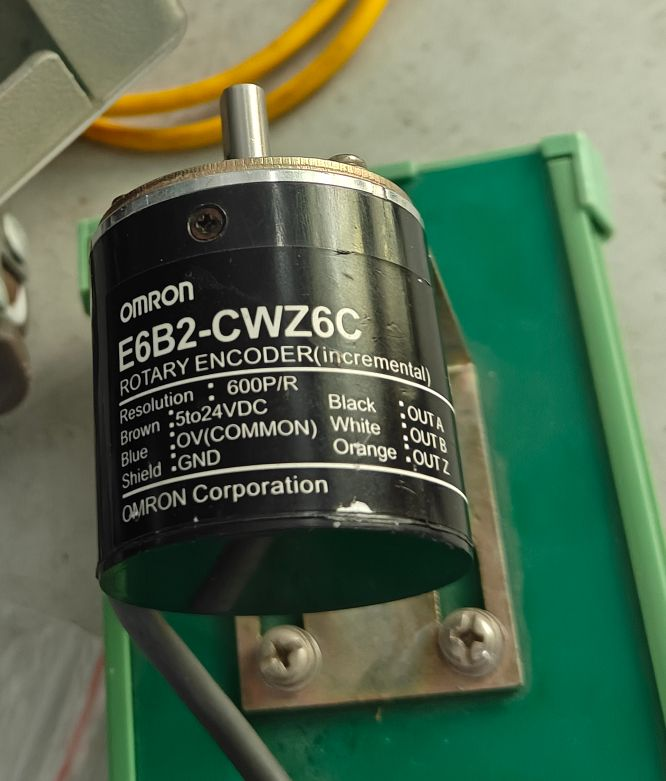 OMRON
E6B2-CWZ6C
ROTARY ENCODER(incremental)
Resolution : 600P/R
Brown :5to24VDC
Blue :0V(COMMON)
Shield :GND
Black :OUT A
White :OUT B
Orange :OUT Z
OMRON Corporation